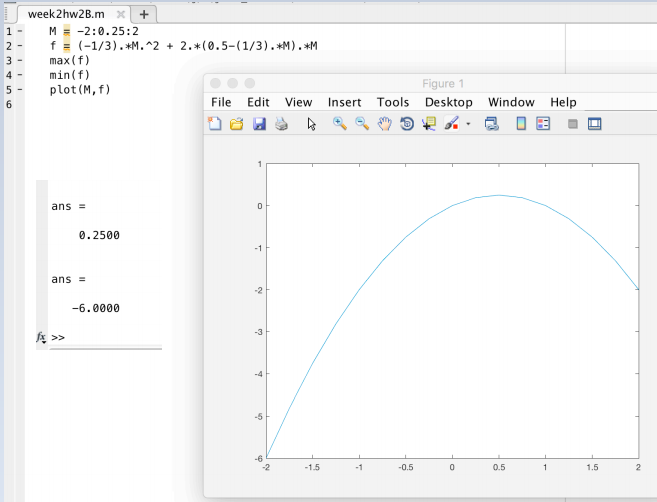 week2hw2B.m × +
1 - M = -2:0.25:2
2 - f = (-1/3).*M.^2 + 2.*(0.5-(1/3).*M).*M
3 - max(f)
4 - min(f)
5 - plot(M,f)
6
Figure 1
File Edit View Insert Tools Desktop Window Help
ans =
0.2500
ans =
-6.0000
fx >>
1
0
-1
-2
-3
-4
-5
-6
-2 -1.5 -1 -0.5 0 0.5 1 1.5 2